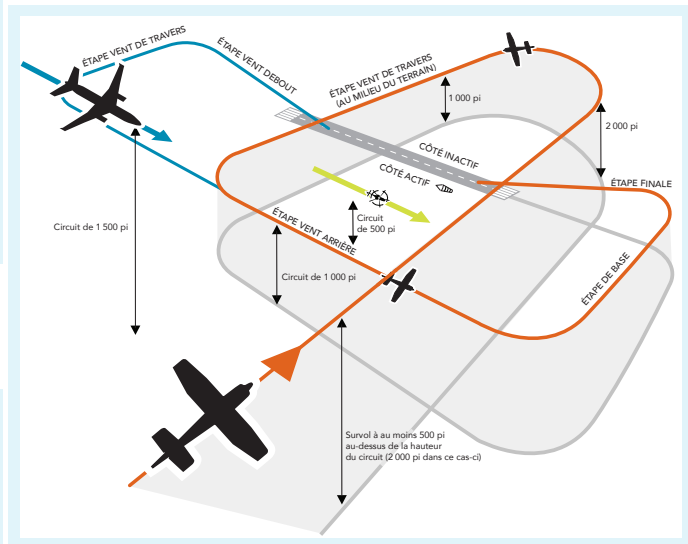 ÉTAPE VENT DE TRAVERS
ÉTAPE VENT DEBOUT
ÉTAPE VENT DE TRAVERS
(AU MILIEU DU TERRAIN)
1 000 pi
2 000 pi
CÔTÉ INACTIF
CÔTÉ ACTIF
ÉTAPE FINALE
Circuit de 1 500 pi
Circuit
de 500 pi
ÉTAPE VENT ARRIÈRE
Circuit de 1 000 pi
ÉTAPE DE BASE
Survol à au moins 500 pi
au-dessus de la hauteur
du circuit (2 000 pi dans ce cas-ci)